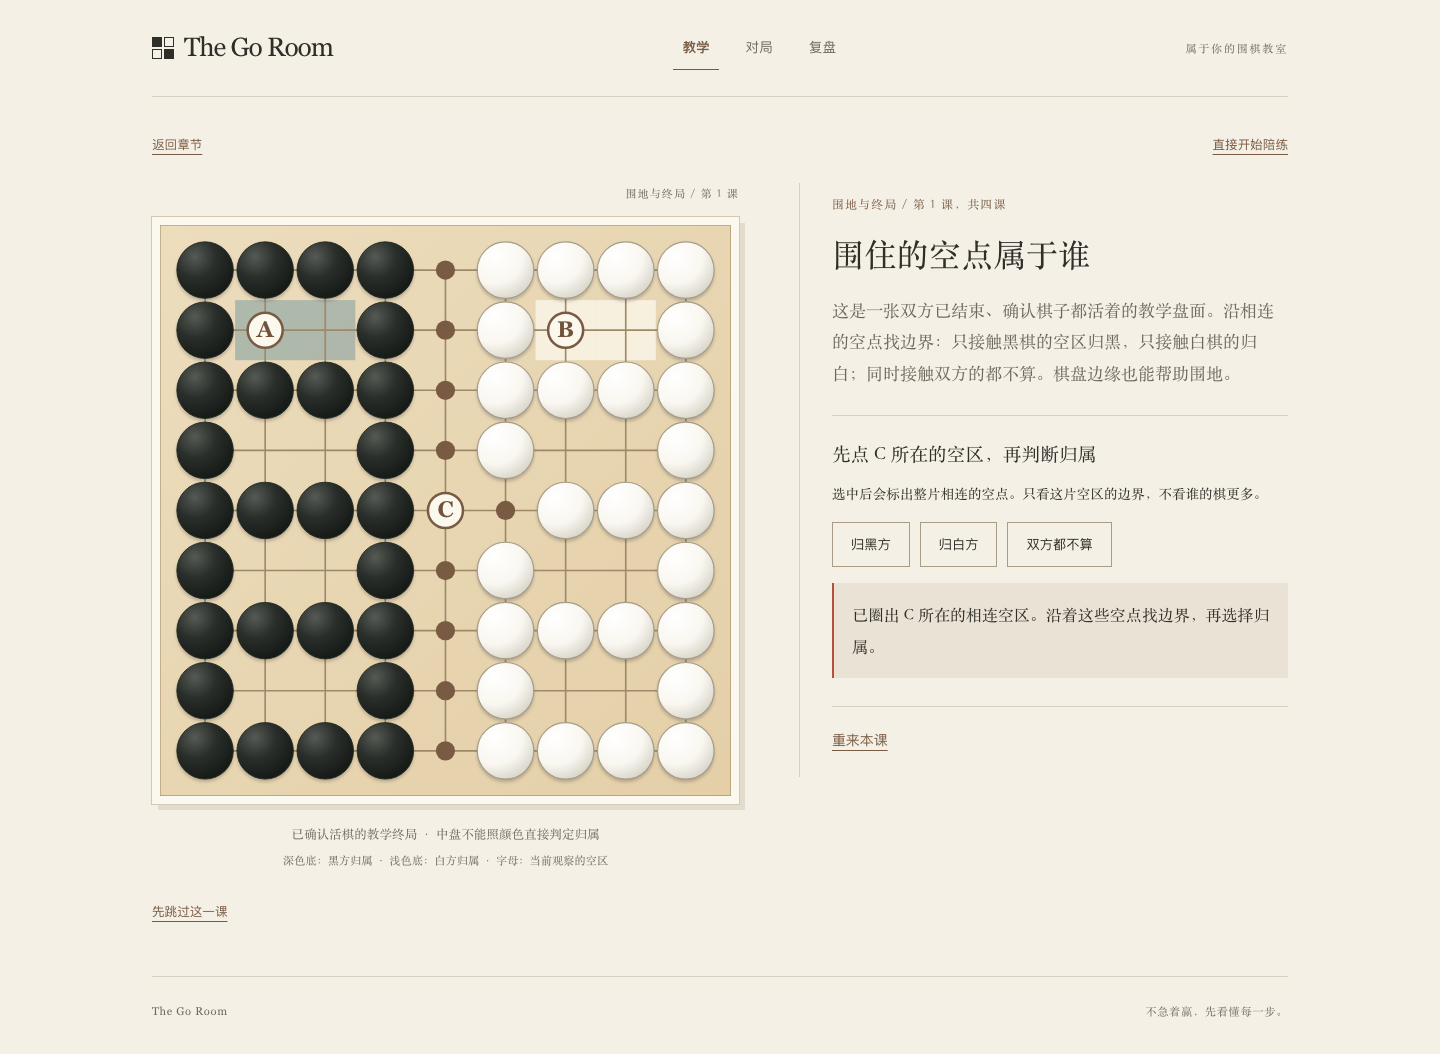 The Go Room
教学
对局
复盘
属于你的围棋教室
返回章节
直接开始陪练
围地与终局 / 第 1 课
A
B
C
已确认活棋的教学终局 · 中盘不能照颜色直接判定归属
深色底：黑方归属 · 浅色底：白方归属 · 字母：当前观察的空区
围地与终局 / 第 1 课，共四课
围住的空点属于谁
这是一张双方已结束、确认棋子都活着的教学盘面。沿相连
的空点找边界：只接触黑棋的空区归黑，只接触白棋的归
白；同时接触双方的都不算。棋盘边缘也能帮助围地。
先点 C 所在的空区，再判断归属
选中后会标出整片相连的空点。只看这片空区的边界，不看谁的棋更多。
归黑方
归白方
双方都不算
已圈出 C 所在的相连空区。沿着这些空点找边界，再选择归
属。
重来本课
先跳过这一课
The Go Room
不急着赢，先看懂每一步。